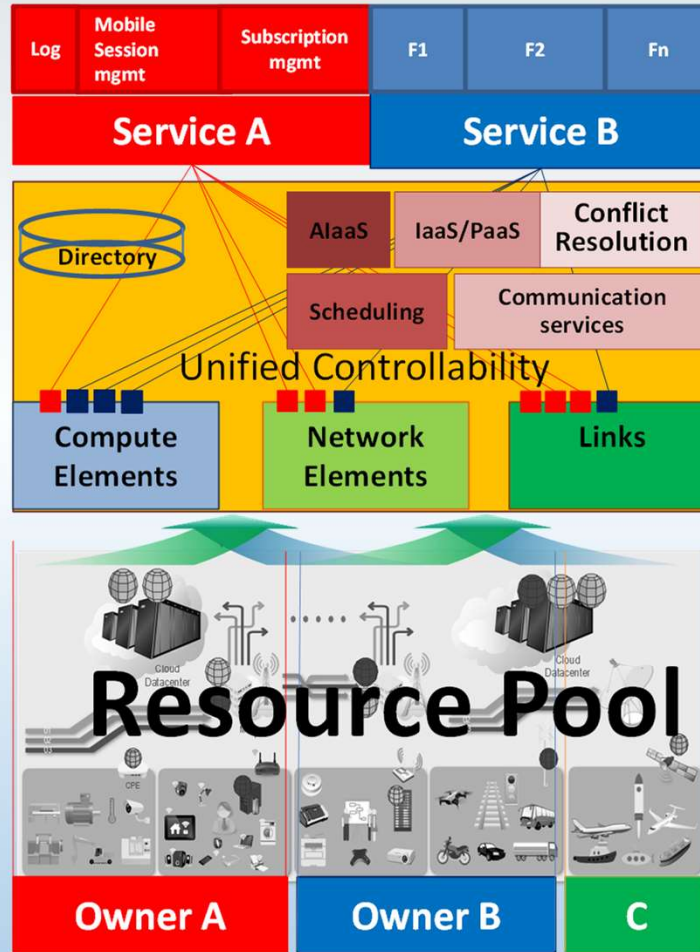 Log
Mobile
Session
mgmt
Subscription
mgmt
F1
F2
Fn
Service A
Service B
Directory
AIaaS
IaaS/PaaS
Conflict
Resolution
Scheduling
Communication
services
Unified Controllability
Compute
Elements
Network
Elements
Links
Cloud
Datacenter
Cloud
Datacenter
Resource Pool
CPE
Owner A
Owner B
C